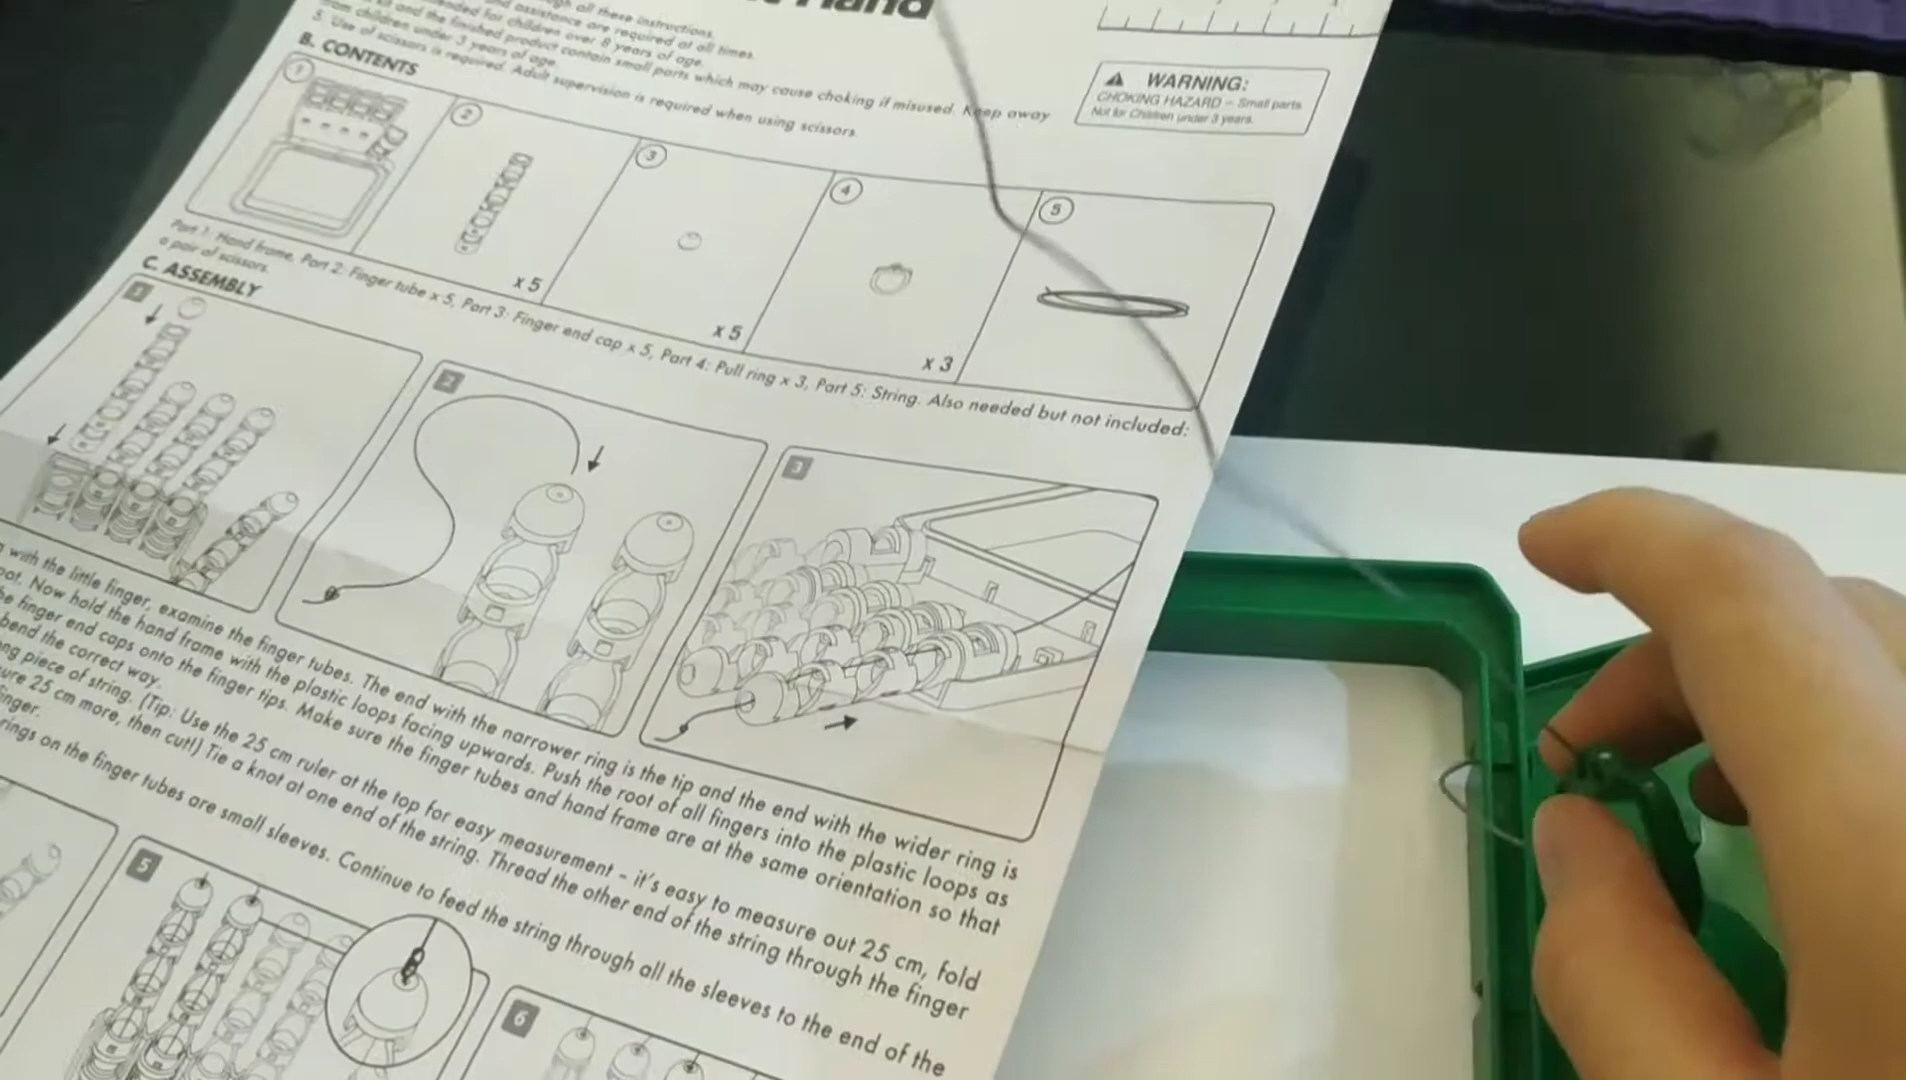 Hand
all these instructions.
and assistance are required at all times.
for children over 8 years of age.
and the finished product contain small parts which may cause choking if misused. Keep away
from children under 3 years of age.
5. Use of scissors is required. Adult supervision is required when using scissors.
WARNING:
CHOKING HAZARD – Small parts
Not for Children under 3 years.
B. CONTENTS
1
2
3
4
5
x 5
x 5
x 3
Part 1: Hand frame, Part 2: Finger tube x 5, Part 3: Finger end cap x 5, Part 4: Pull ring x 3, Part 5: String. Also needed but not included:
a pair of scissors.
C. ASSEMBLY
1
2
3
with the little finger, examine the finger tubes. The end with the narrower ring is the tip and the end with the wider ring is
Now hold the hand frame with the plastic loops facing upwards. Push the root of all fingers into the plastic loops as
finger end caps onto the finger tips. Make sure the finger tubes and hand frame are at the same orientation so that
bend the correct way.
piece of string. (Tip: Use the 25 cm ruler at the top for easy measurement – it's easy to measure out 25 cm, fold
25 cm more, then cut!) Tie a knot at one end of the string. Thread the other end of the string through the finger
rings on the finger tubes are small sleeves. Continue to feed the string through all the sleeves to the end of the
finger.
5
6